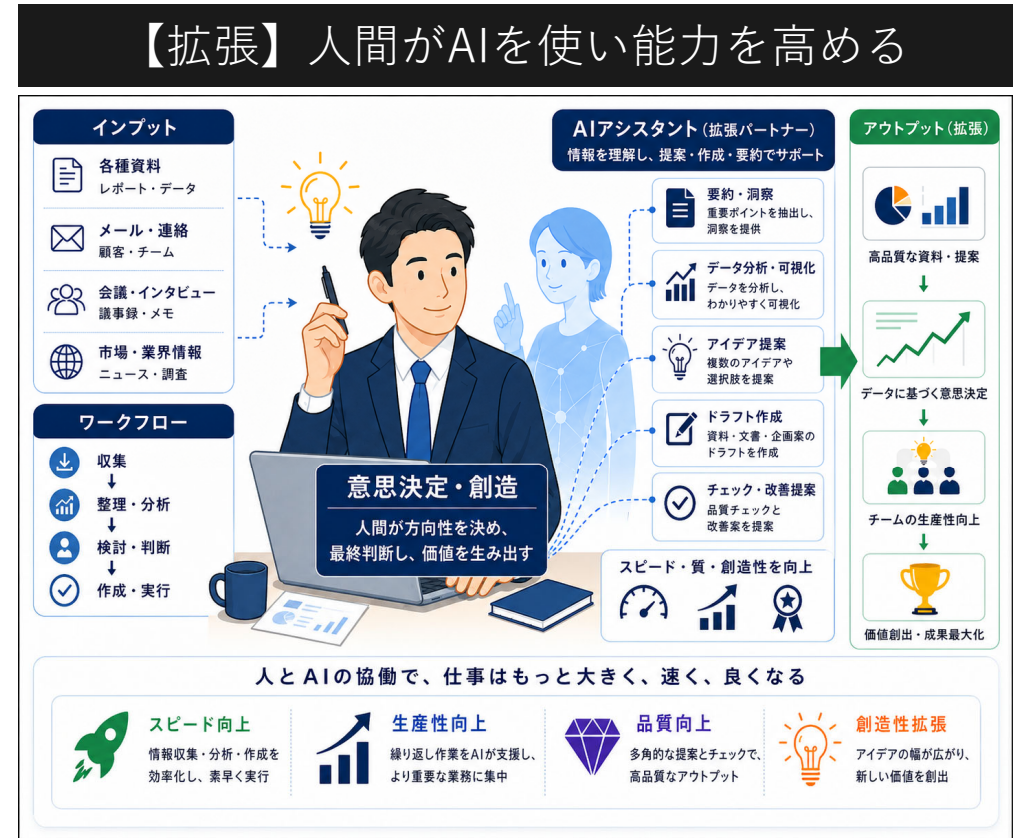 【拡張】人間がAIを使い能力を高める
インプット
各種資料
レポート・データ
メール・連絡
顧客・チーム
会議・インタビュー
議事録・メモ
市場・業界情報
ニュース・調査
ワークフロー
収集
整理・分析
検討・判断
作成・実行
意思決定・創造
人間が方向性を決め、
最終判断し、価値を生み出す
AIアシスタント（拡張パートナー）
情報を理解し、提案・作成・要約でサポート
要約・洞察
重要ポイントを抽出し、
洞察を提供
データ分析・可視化
データを分析し、
わかりやすく可視化
アイデア提案
複数のアイデアや
選択肢を提案
ドラフト作成
資料・文書・企画案の
ドラフトを作成
チェック・改善提案
品質チェックと
改善案を提案
スピード・質・創造性を向上
アウトプット（拡張）
高品質な資料・提案
データに基づく意思決定
チームの生産性向上
価値創出・成果最大化
人とAIの協働で、仕事はもっと大きく、速く、良くなる
スピード向上
情報収集・分析・作成を
効率化し、素早く実行
生産性向上
繰り返し作業をAIが支援し、
より重要な業務に集中
品質向上
多角的な提案とチェックで、
高品質なアウトプット
創造性拡張
アイデアの幅が広がり、
新しい価値を創出